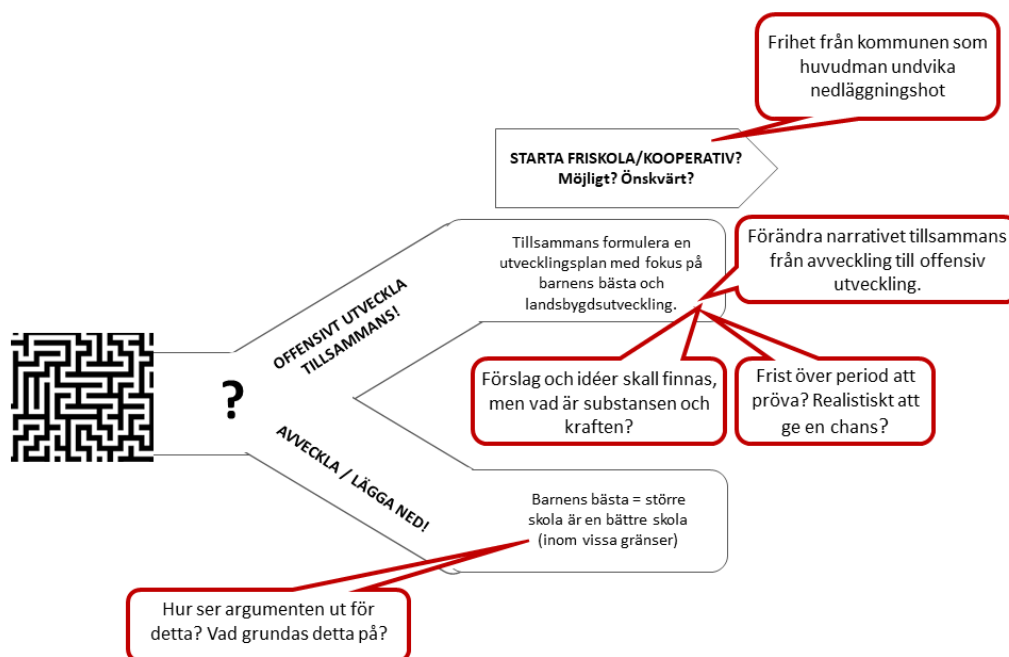 Frihet från kommunen som
huvudman undvika
nedläggningshot
STARTA FRISKOLA/KOOPERATIV?
Möjligt? Önskvärt?
Tillsammans formulera en
utvecklingsplan med fokus på
barnens bästa och
landsbygdsutveckling.
Förändra narrativet tillsammans
från avveckling till offensiv
utveckling.
OFFENSIVT UTVECKLA
TILLSAMMANS!
?
Förslag och idéer skall finnas,
men vad är substansen och
kraften?
Frist över period att
pröva? Realistiskt att
ge en chans?
AVVECKLA / LÄGGA NED!
Barnens bästa = större
skola är en bättre skola
(inom vissa gränser)
Hur ser argumenten ut för
detta? Vad grundas detta på?